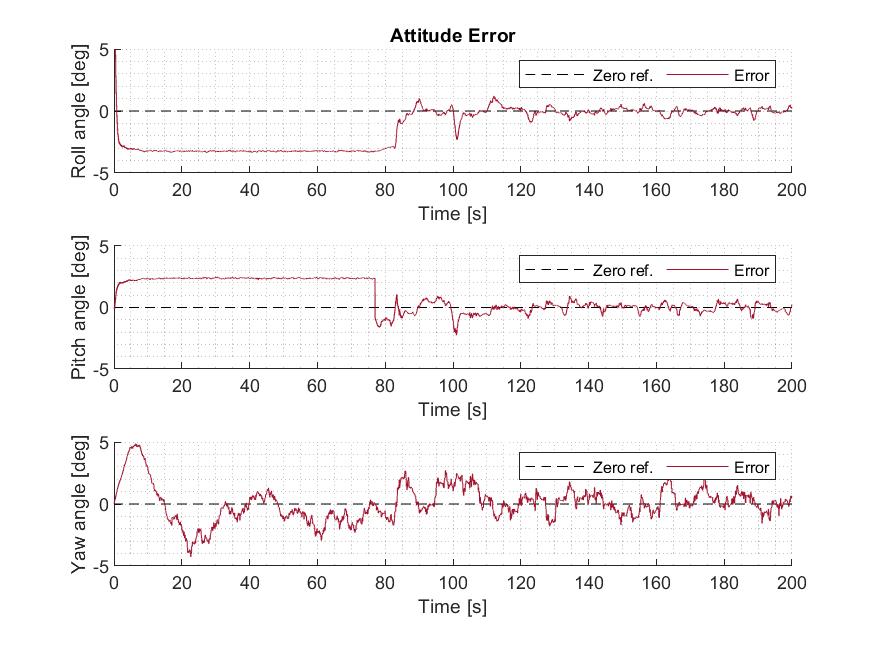 Attitude Error
Roll angle [deg]
5
0
-5
Zero ref. Error
0 20 40 60 80 100 120 140 160 180 200
Time [s]
Pitch angle [deg]
5
0
-5
Zero ref. Error
0 20 40 60 80 100 120 140 160 180 200
Time [s]
Yaw angle [deg]
5
0
-5
Zero ref. Error
0 20 40 60 80 100 120 140 160 180 200
Time [s]